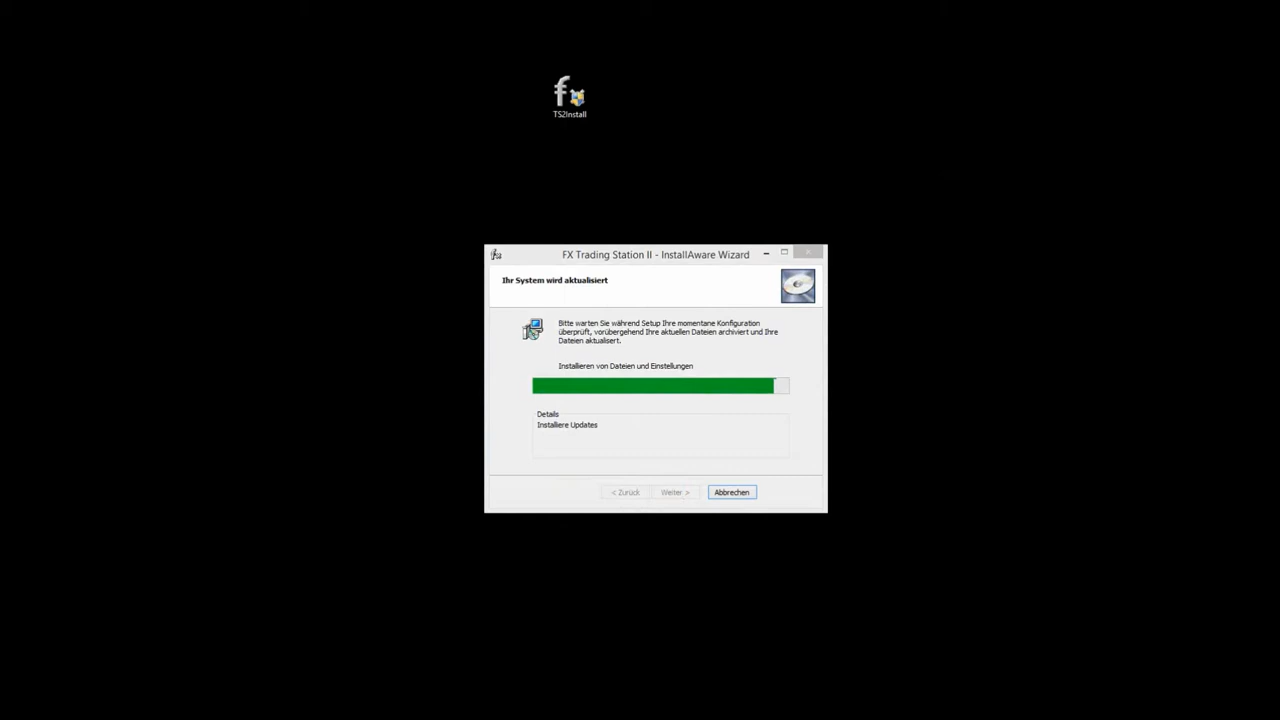 TS2Install
FX Trading Station II - InstallAware Wizard
Ihr System wird aktualisiert
Bitte warten Sie während Setup Ihre momentane Konfiguration
überprüft, vorübergehend Ihre aktuellen Dateien archiviert und Ihre
Dateien aktualisert.
Installieren von Dateien und Einstellungen
Details
Installiere Updates
< Zurück
Weiter >
Abbrechen